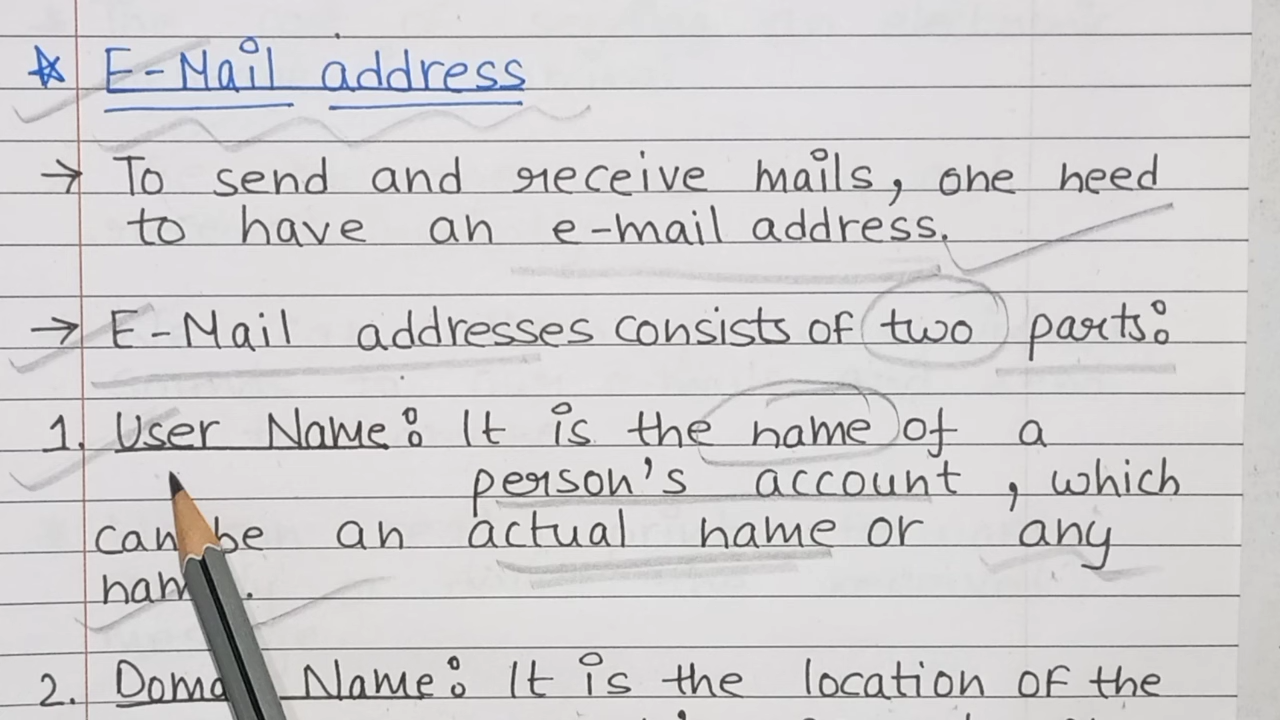 ☆ E-Mail address
→ To send and receive mails, one need
to have an e-mail address.
→ E-Mail addresses consists of two parts:
1. User Name: It is the name of a
person's account, which
can be an actual name or any
2. Name: It is the location of the